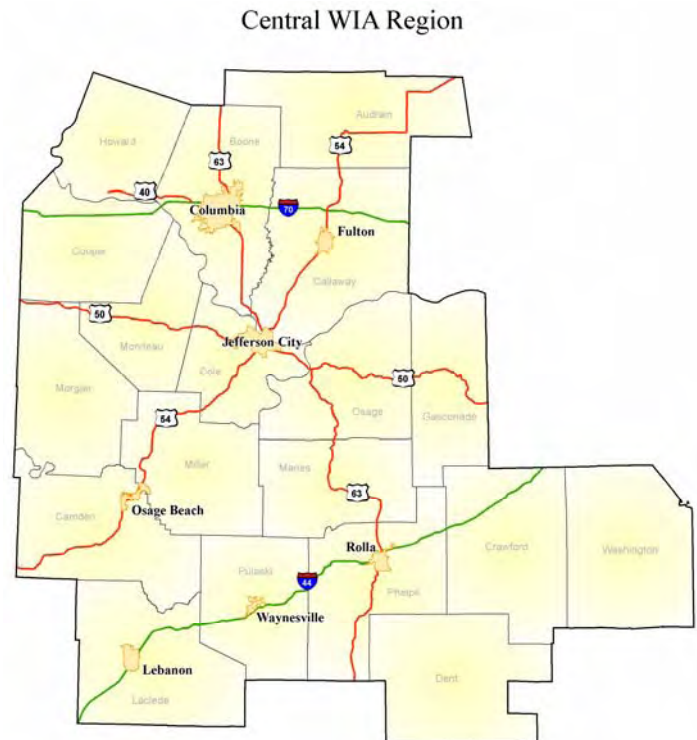 Central WIA Region
Audrain
Howard
Boone
54
63
40
Columbia
70
Fulton
Cooper
Callaway
50
Jefferson City
Moniteau
Cole
Morgan
50
Osage
Gasconade
54
Miller
Maries
63
Camden
Osage Beach
Rolla
Crawford
Washington
Pulaski
44
Phelps
Waynesville
Lebanon
Dent
Laclede